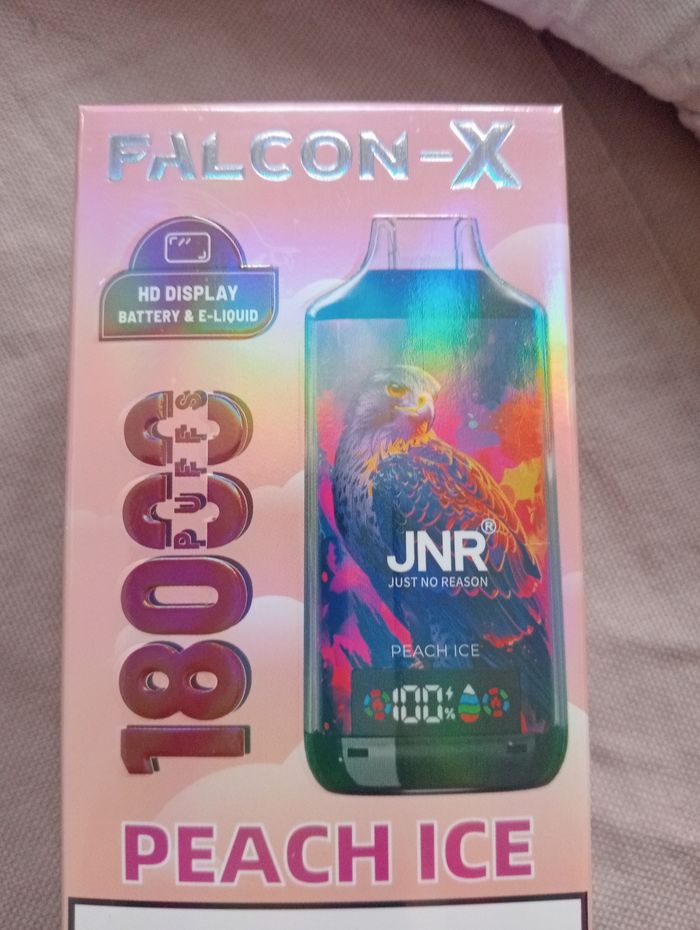 FALCON-X
HD DISPLAY
BATTERY & E-LIQUID
18000
PUFFS
JNR®
JUST NO REASON
PEACH ICE
100%
PEACH ICE